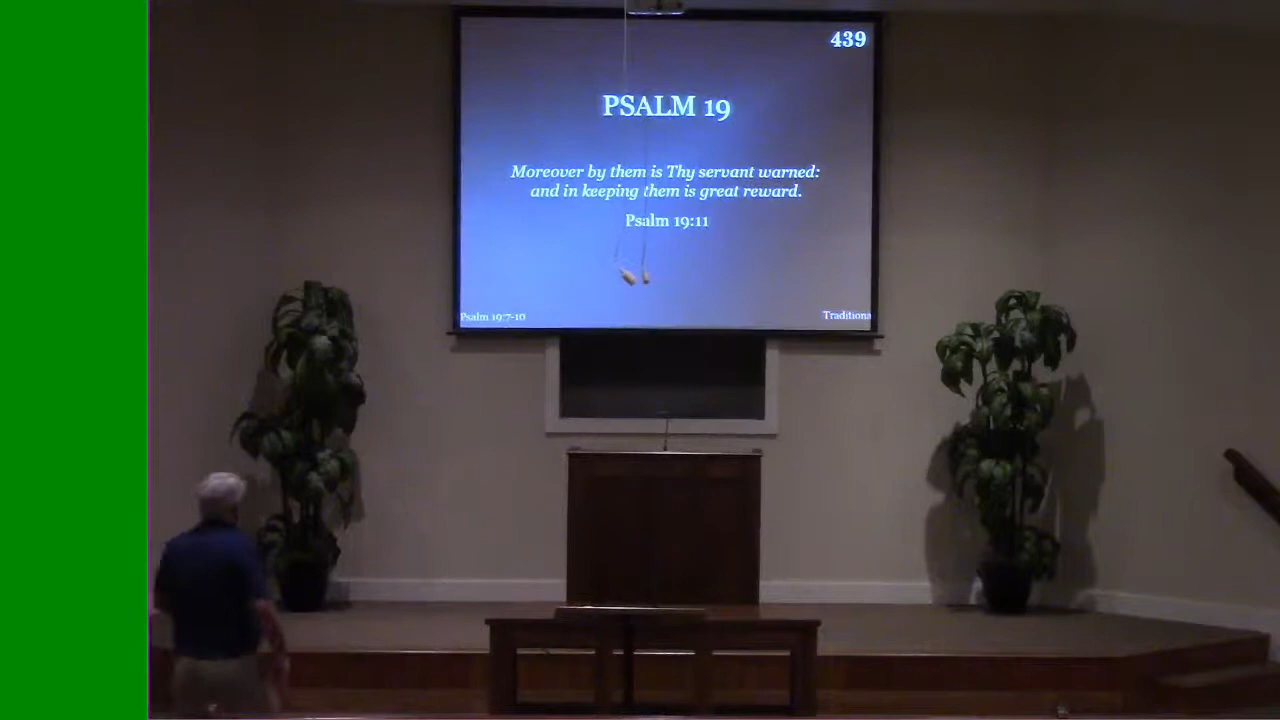 439
PSALM 19
Moreover by them is Thy servant warned:
and in keeping them is great reward.
Psalm 19:11
Psalm 19:7-10
Traditiona